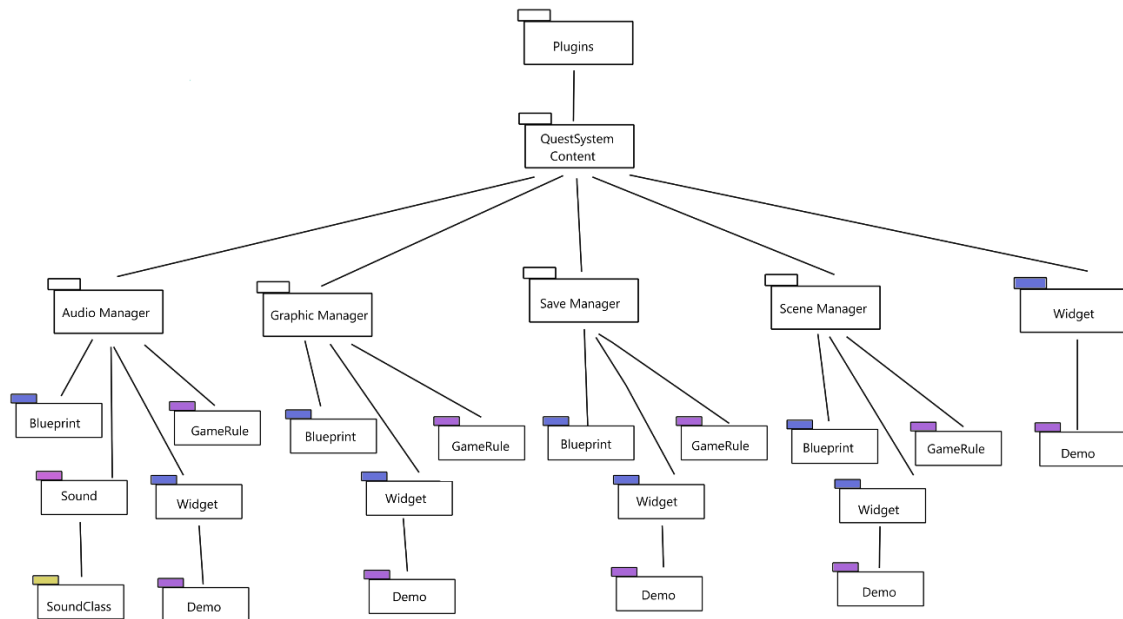 Plugins
QuestSystem
Content
Audio Manager
Graphic Manager
Save Manager
Scene Manager
Widget
Blueprint
GameRule
Blueprint
GameRule
Blueprint
GameRule
Blueprint
GameRule
Demo
Sound
Widget
Widget
Widget
Widget
SoundClass
Demo
Demo
Demo
Demo